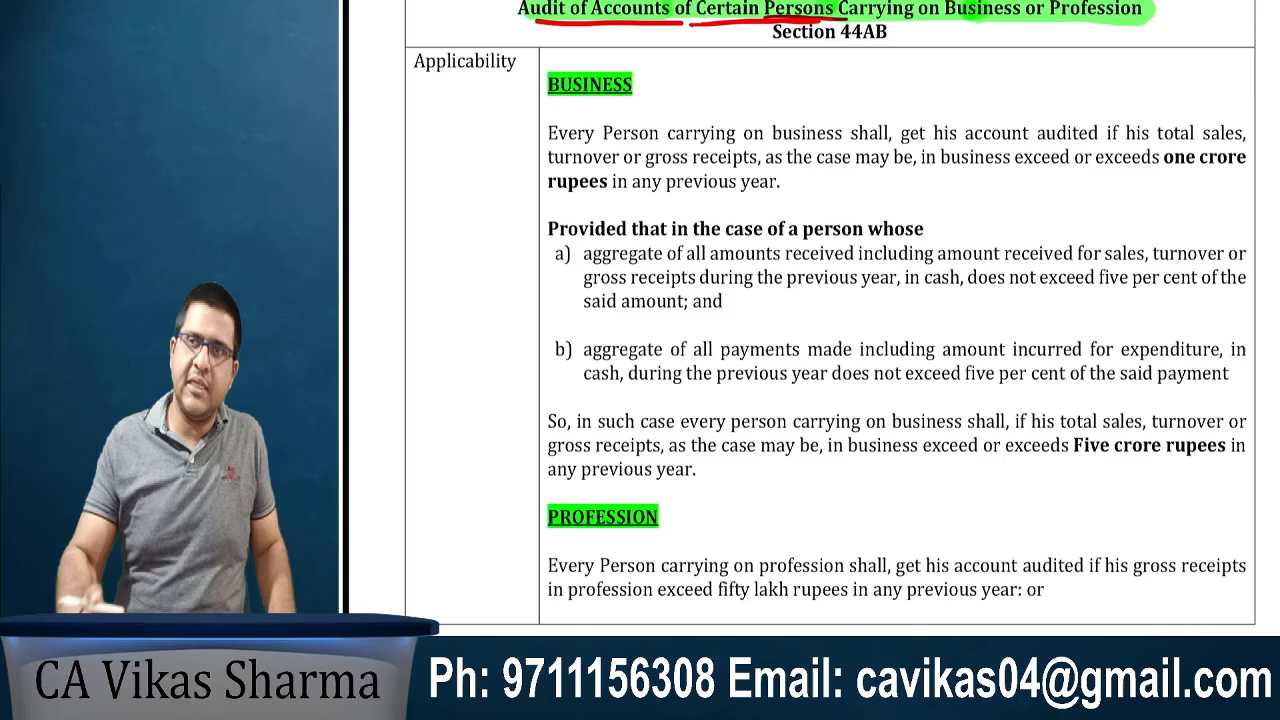 Audit of Accounts of Certain Persons Carrying on Business or Profession
Section 44AB
Applicability
BUSINESS
Every Person carrying on business shall, get his account audited if his total sales,
turnover or gross receipts, as the case may be, in business exceed or exceeds one crore
rupees in any previous year.
Provided that in the case of a person whose
a) aggregate of all amounts received including amount received for sales, turnover or
gross receipts during the previous year, in cash, does not exceed five per cent of the
said amount; and
b) aggregate of all payments made including amount incurred for expenditure, in
cash, during the previous year does not exceed five per cent of the said payment
So, in such case every person carrying on business shall, if his total sales, turnover or
gross receipts, as the case may be, in business exceed or exceeds Five crore rupees in
any previous year.
PROFESSION
Every Person carrying on profession shall, get his account audited if his gross receipts
in profession exceed fifty lakh rupees in any previous year: or
CA Vikas Sharma
Ph: 9711156308 Email: cavikas04@gmail.com